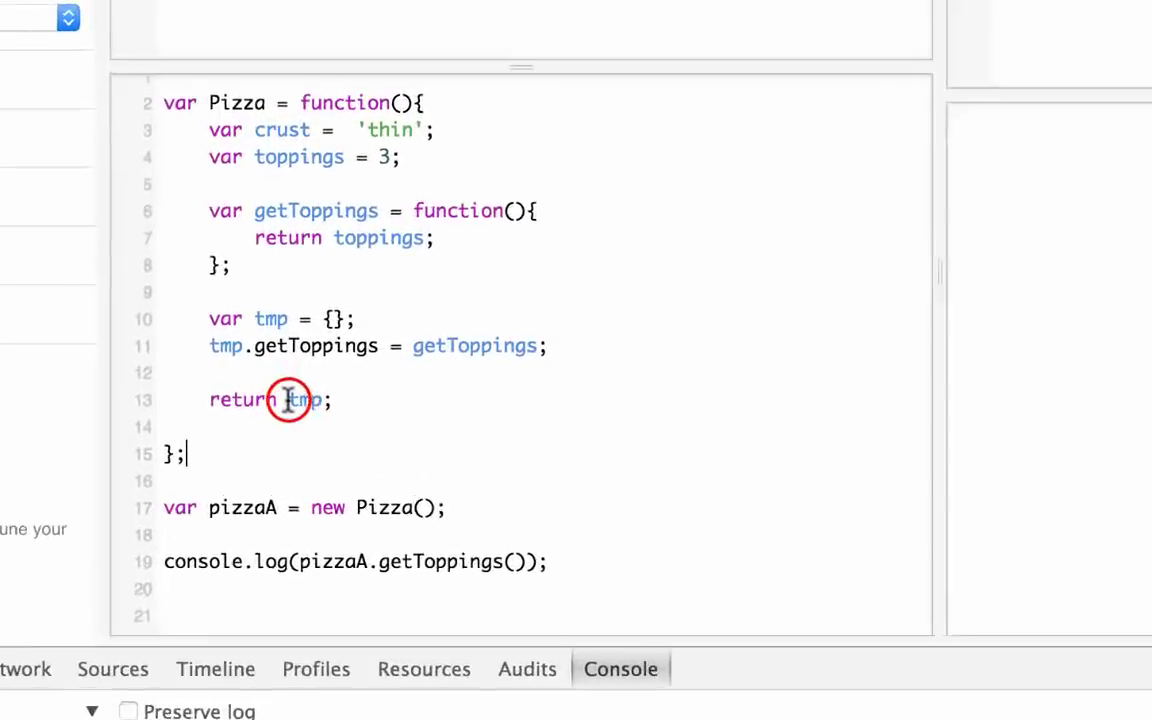 1
2 var Pizza = function(){
3 var crust =  'thin';
4 var toppings = 3;
5
6 var getToppings = function(){
7 return toppings;
8 };
9
10 var tmp = {};
11 tmp.getToppings = getToppings;
12
13 return tmp;
14
15 };
16
17 var pizzaA = new Pizza();
une your
18
19 console.log(pizzaA.getToppings());
20
21
twork Sources Timeline Profiles Resources Audits Console
▼ Preserve log